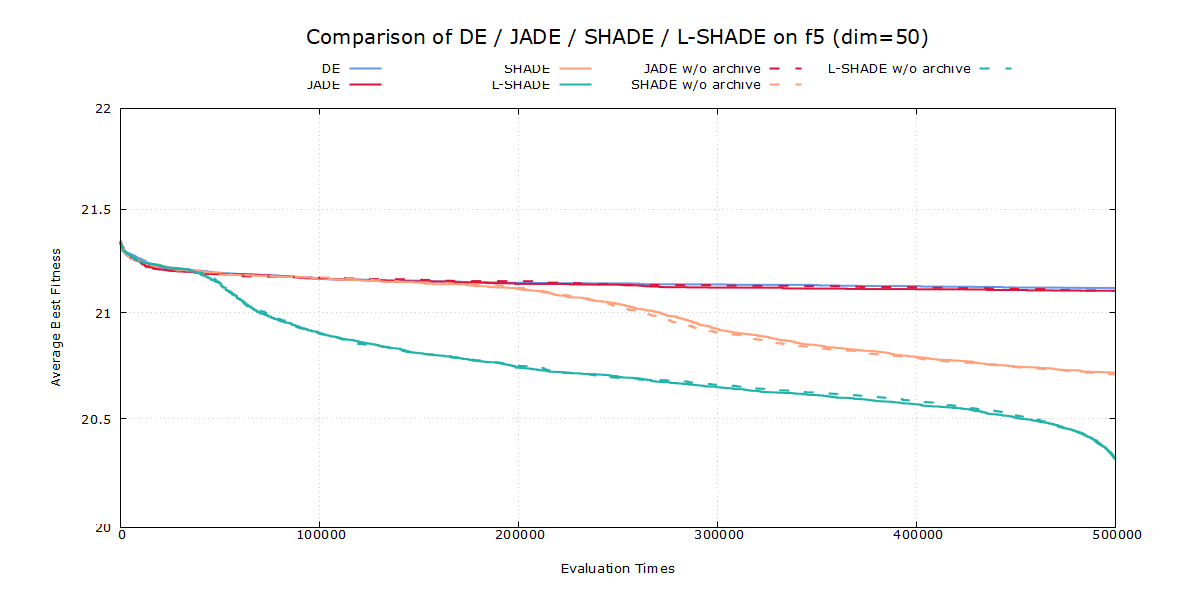 Comparison of DE / JADE / SHADE / L-SHADE on f5 (dim=50)
DE SHADE JADE w/o archive L-SHADE w/o archive
JADE L-SHADE SHADE w/o archive
22
21.5
21
20.5
20
Average Best Fitness
0 100000 200000 300000 400000 500000
Evaluation Times